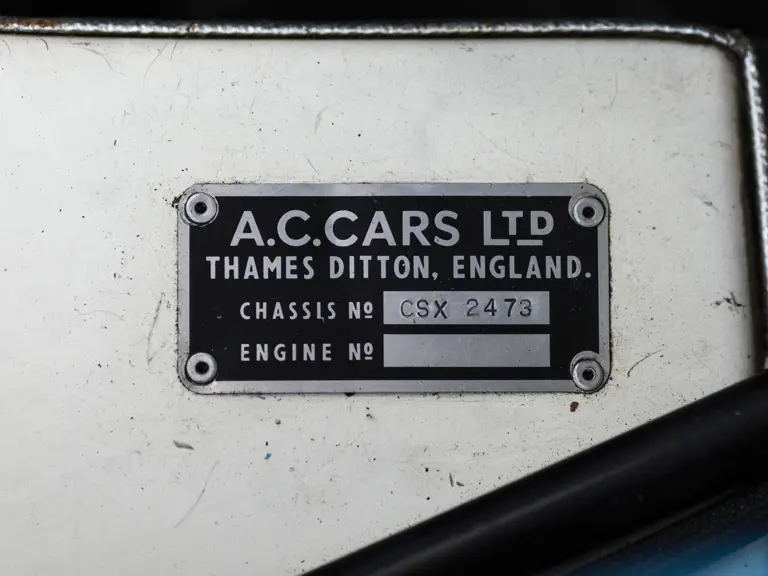 A.C.CARS LTD
THAMES DITTON, ENGLAND.
CHASSIS Nº CSX 2473
ENGINE Nº